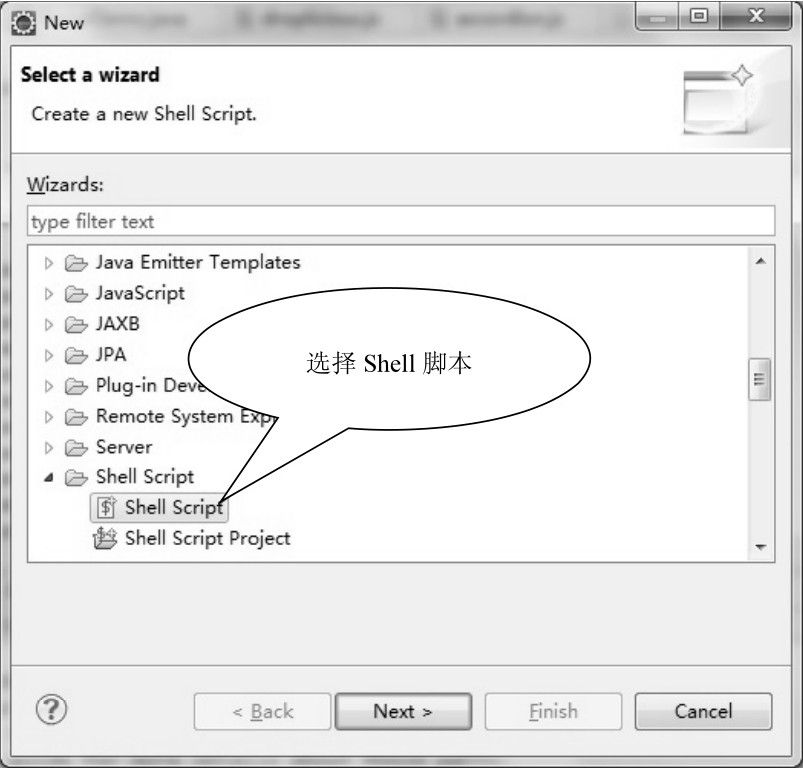 New
Select a wizard
Create a new Shell Script.
Wizards:
type filter text
Java Emitter Templates
JavaScript
JAXB
JPA
选择 Shell 脚本
Plug-in Deve
Remote System Exp
Server
Shell Script
Shell Script
Shell Script Project
< Back Next > Finish Cancel